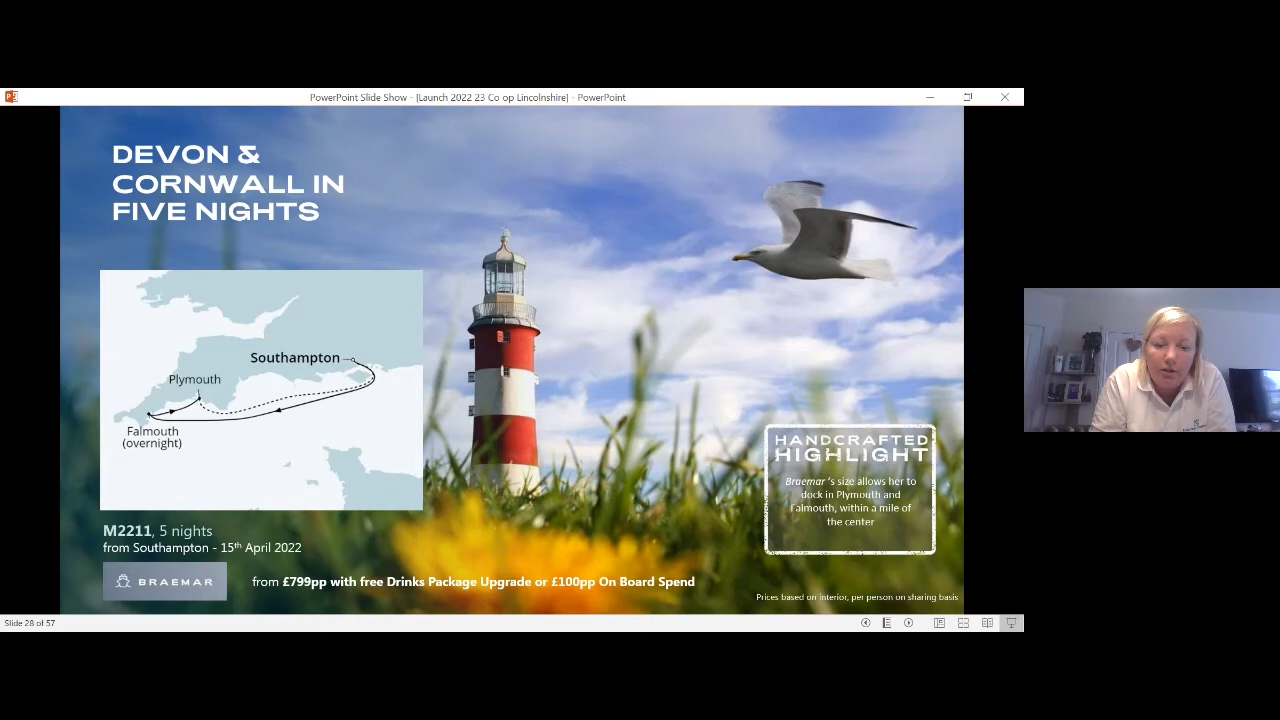 PowerPoint Slide Show - [Launch 2022 23 Co op Lincolnshire] - PowerPoint
DEVON &
CORNWALL IN
FIVE NIGHTS
Southampton
Plymouth
Falmouth
(overnight)
HANDCRAFTED
HIGHLIGHT
Braemar 's size allows her to
dock in Plymouth and
Falmouth, within a mile of
the center
M2211, 5 nights
from Southampton - 15th April 2022
BRAEMAR
from £799pp with free Drinks Package Upgrade or £100pp On Board Spend
Prices based on interior, per person on sharing basis
Slide 28 of 57